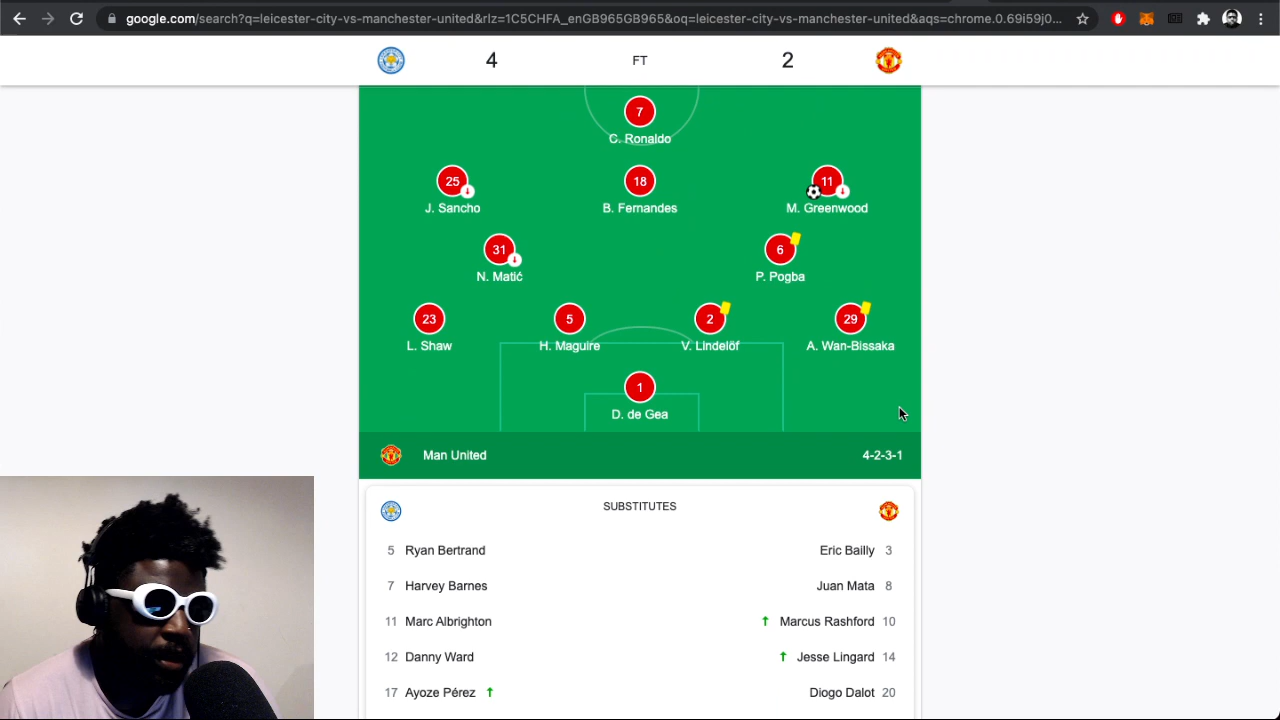 google.com/search?q=leicester-city-vs-manchester-united&rlz=1C5CHFA_enGB965GB965&oq=leicester-city-vs-manchester-united&aqs=chrome.0.69i59j0...
4 FT 2
7
C. Ronaldo
25 18 11
J. Sancho B. Fernandes M. Greenwood
31 6
N. Matić P. Pogba
23 5 2 29
L. Shaw H. Maguire V. Lindelöf A. Wan-Bissaka
1
D. de Gea
Man United 4-2-3-1
SUBSTITUTES
5 Ryan Bertrand Eric Bailly 3
7 Harvey Barnes Juan Mata 8
11 Marc Albrighton Marcus Rashford 10
12 Danny Ward Jesse Lingard 14
17 Ayoze Pérez Diogo Dalot 20